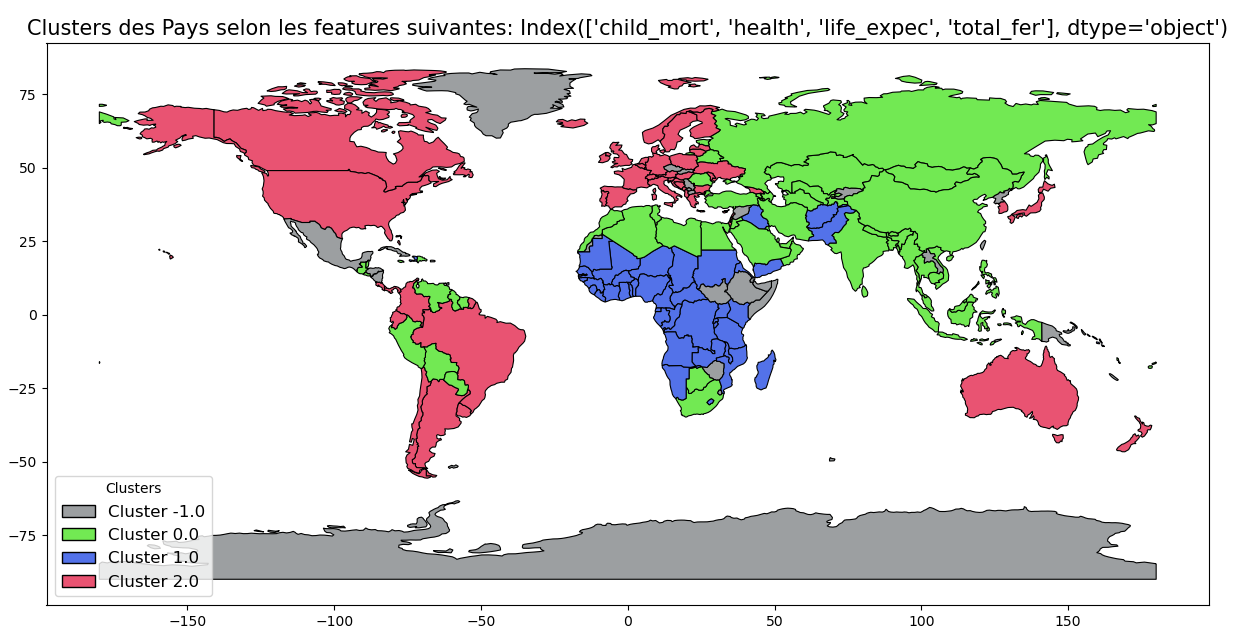 Clusters des Pays selon les features suivantes: Index(['child_mort', 'health', 'life_expec', 'total_fer'], dtype='object')
75
50
25
0
−25
−50
−75
Clusters
Cluster -1.0
Cluster 0.0
Cluster 1.0
Cluster 2.0
−150 −100 −50 0 50 100 150